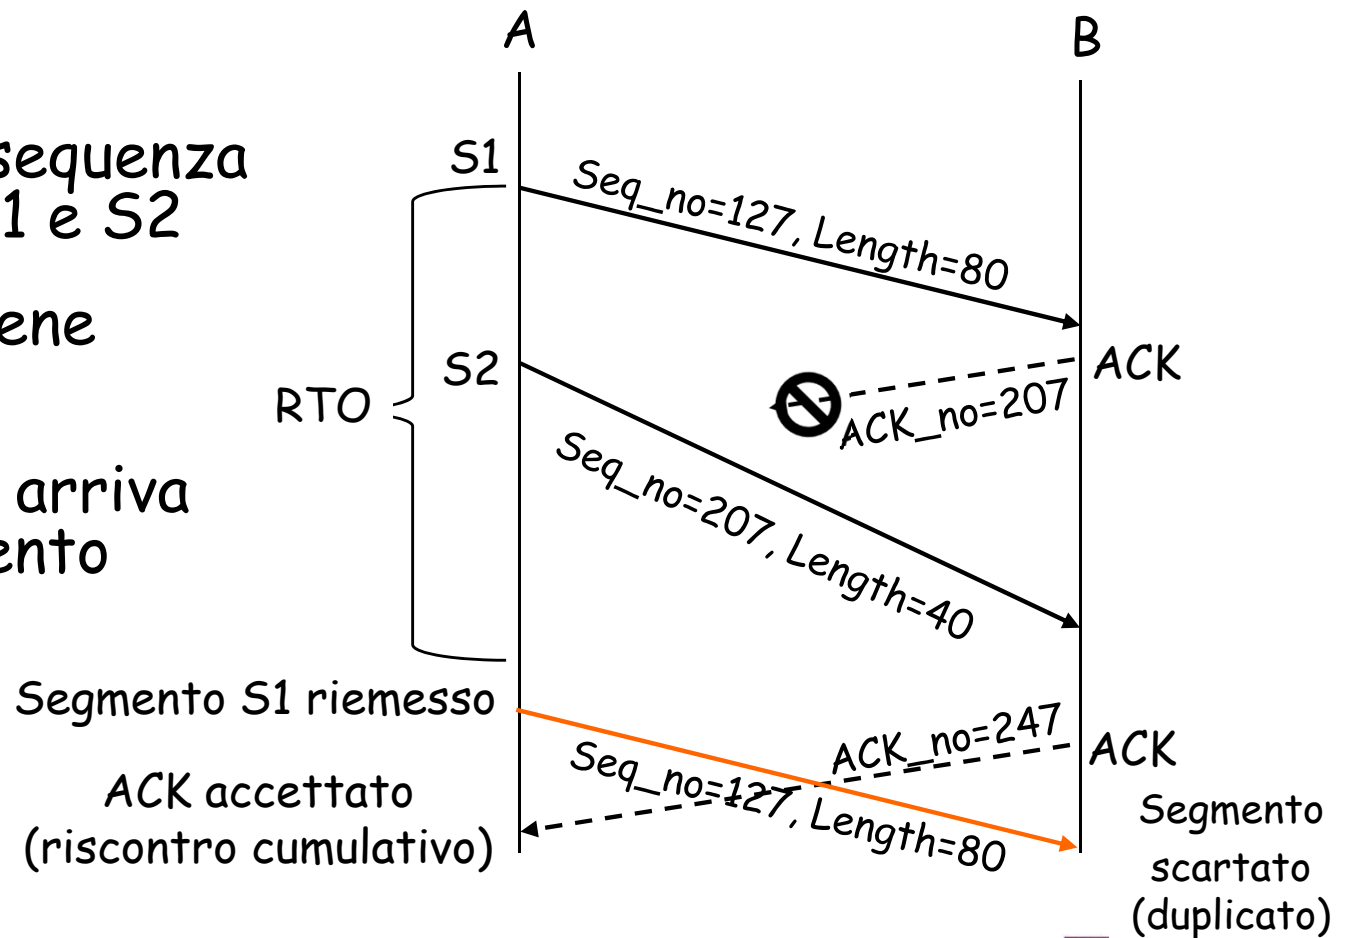 A
B
sequenza
1 e S2
ene
arriva
ento
S1
Seq_no=127, Length=80
S2
RTO
ACK
ACK_no=207
Seq_no=207, Length=40
Segmento S1 riemesso
ACK_no=247
ACK
Seq_no=127, Length=80
ACK accettato
(riscontro cumulativo)
Segmento
scartato
(duplicato)